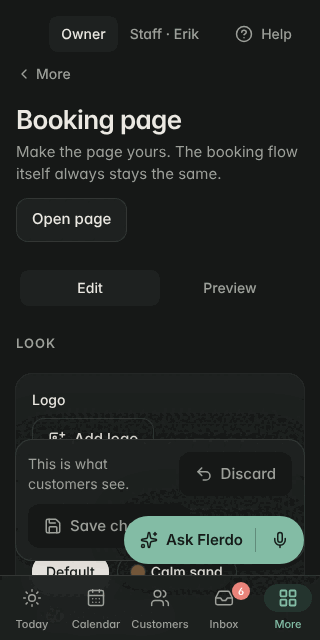 Owner
Staff · Erik
Help
More
Booking page
Make the page yours. The booking flow
itself always stays the same.
Open page
Edit
Preview
LOOK
Logo
Add logo
This is what
customers see.
Discard
Save ch
Ask Flerdo
Default
Calm sand
6
Today
Calendar
Customers
Inbox
More